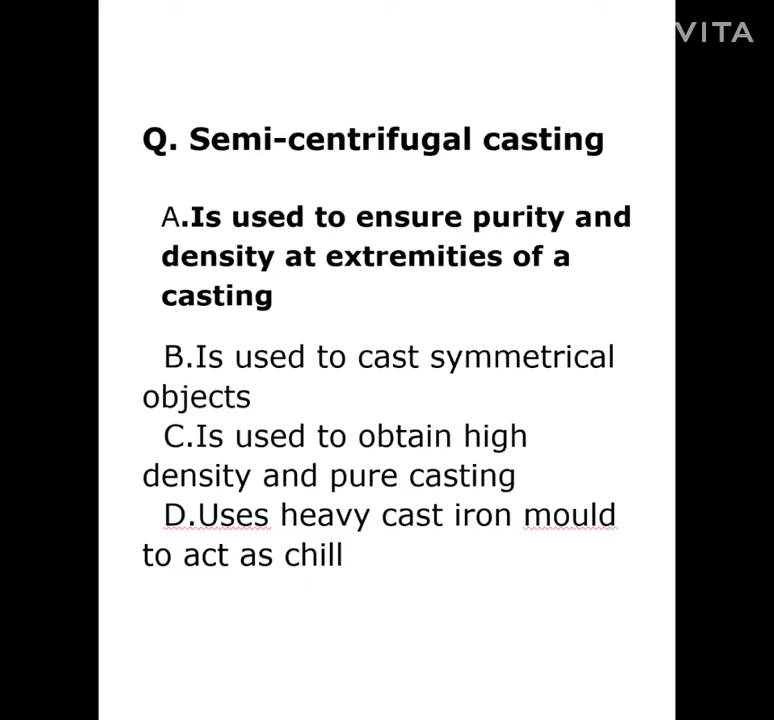 VITA
Q. Semi-centrifugal casting
A.Is used to ensure purity and
density at extremities of a
casting
B.Is used to cast symmetrical
objects
C.Is used to obtain high
density and pure casting
D.Uses heavy cast iron mould
to act as chill